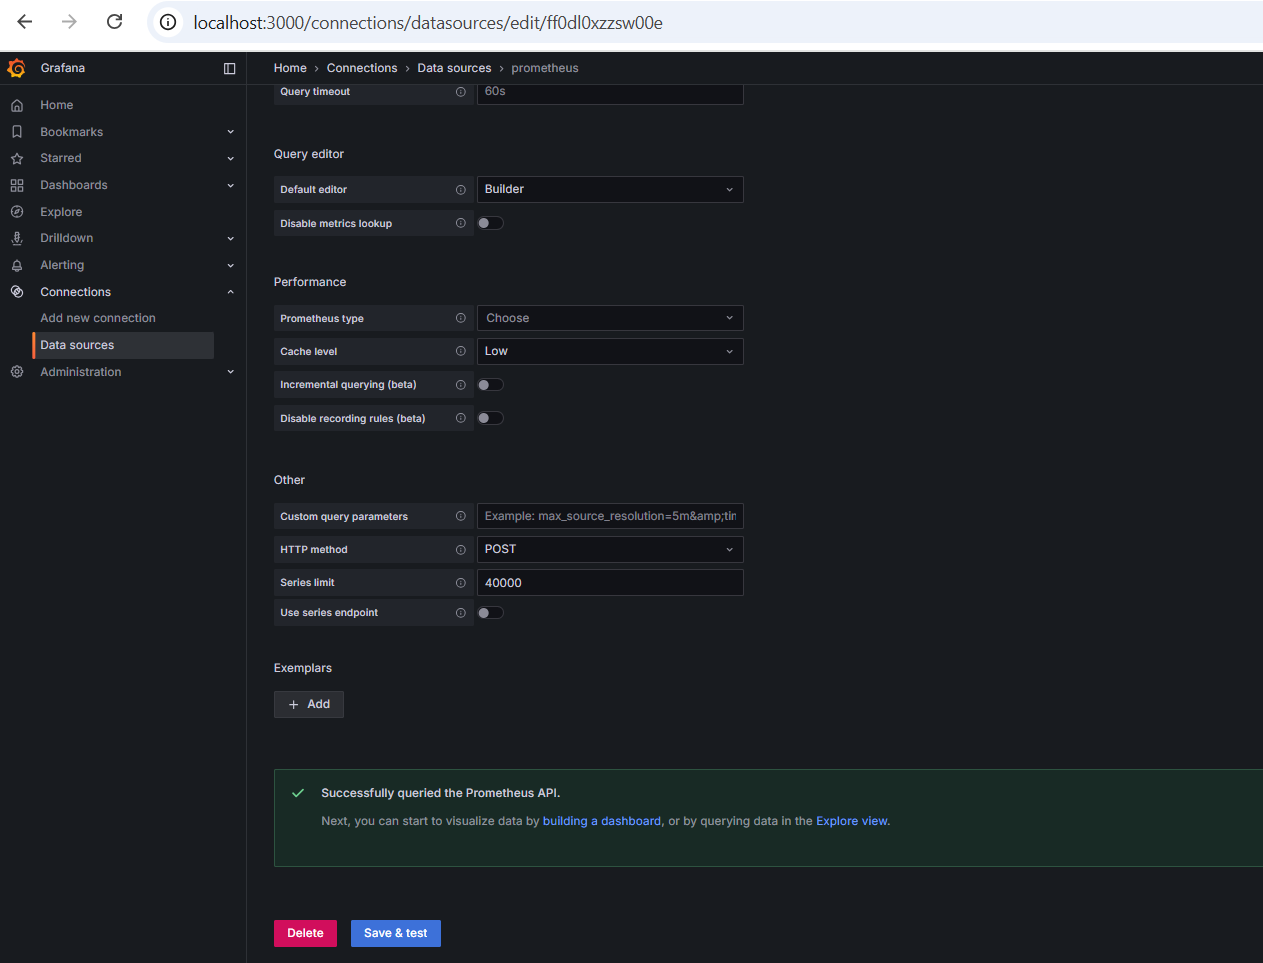 localhost:3000/connections/datasources/edit/ff0dl0xzzsw00e
Grafana
Home › Connections › Data sources › prometheus
Home
Bookmarks
Starred
Dashboards
Explore
Drilldown
Alerting
Connections
Add new connection
Data sources
Administration
Query timeout 60s
Query editor
Default editor Builder
Disable metrics lookup
Performance
Prometheus type Choose
Cache level Low
Incremental querying (beta)
Disable recording rules (beta)
Other
Custom query parameters Example: max_source_resolution=5m&amp;tin
HTTP method POST
Series limit 40000
Use series endpoint
Exemplars
+ Add
Successfully queried the Prometheus API.
Next, you can start to visualize data by building a dashboard, or by querying data in the Explore view.
Delete Save & test